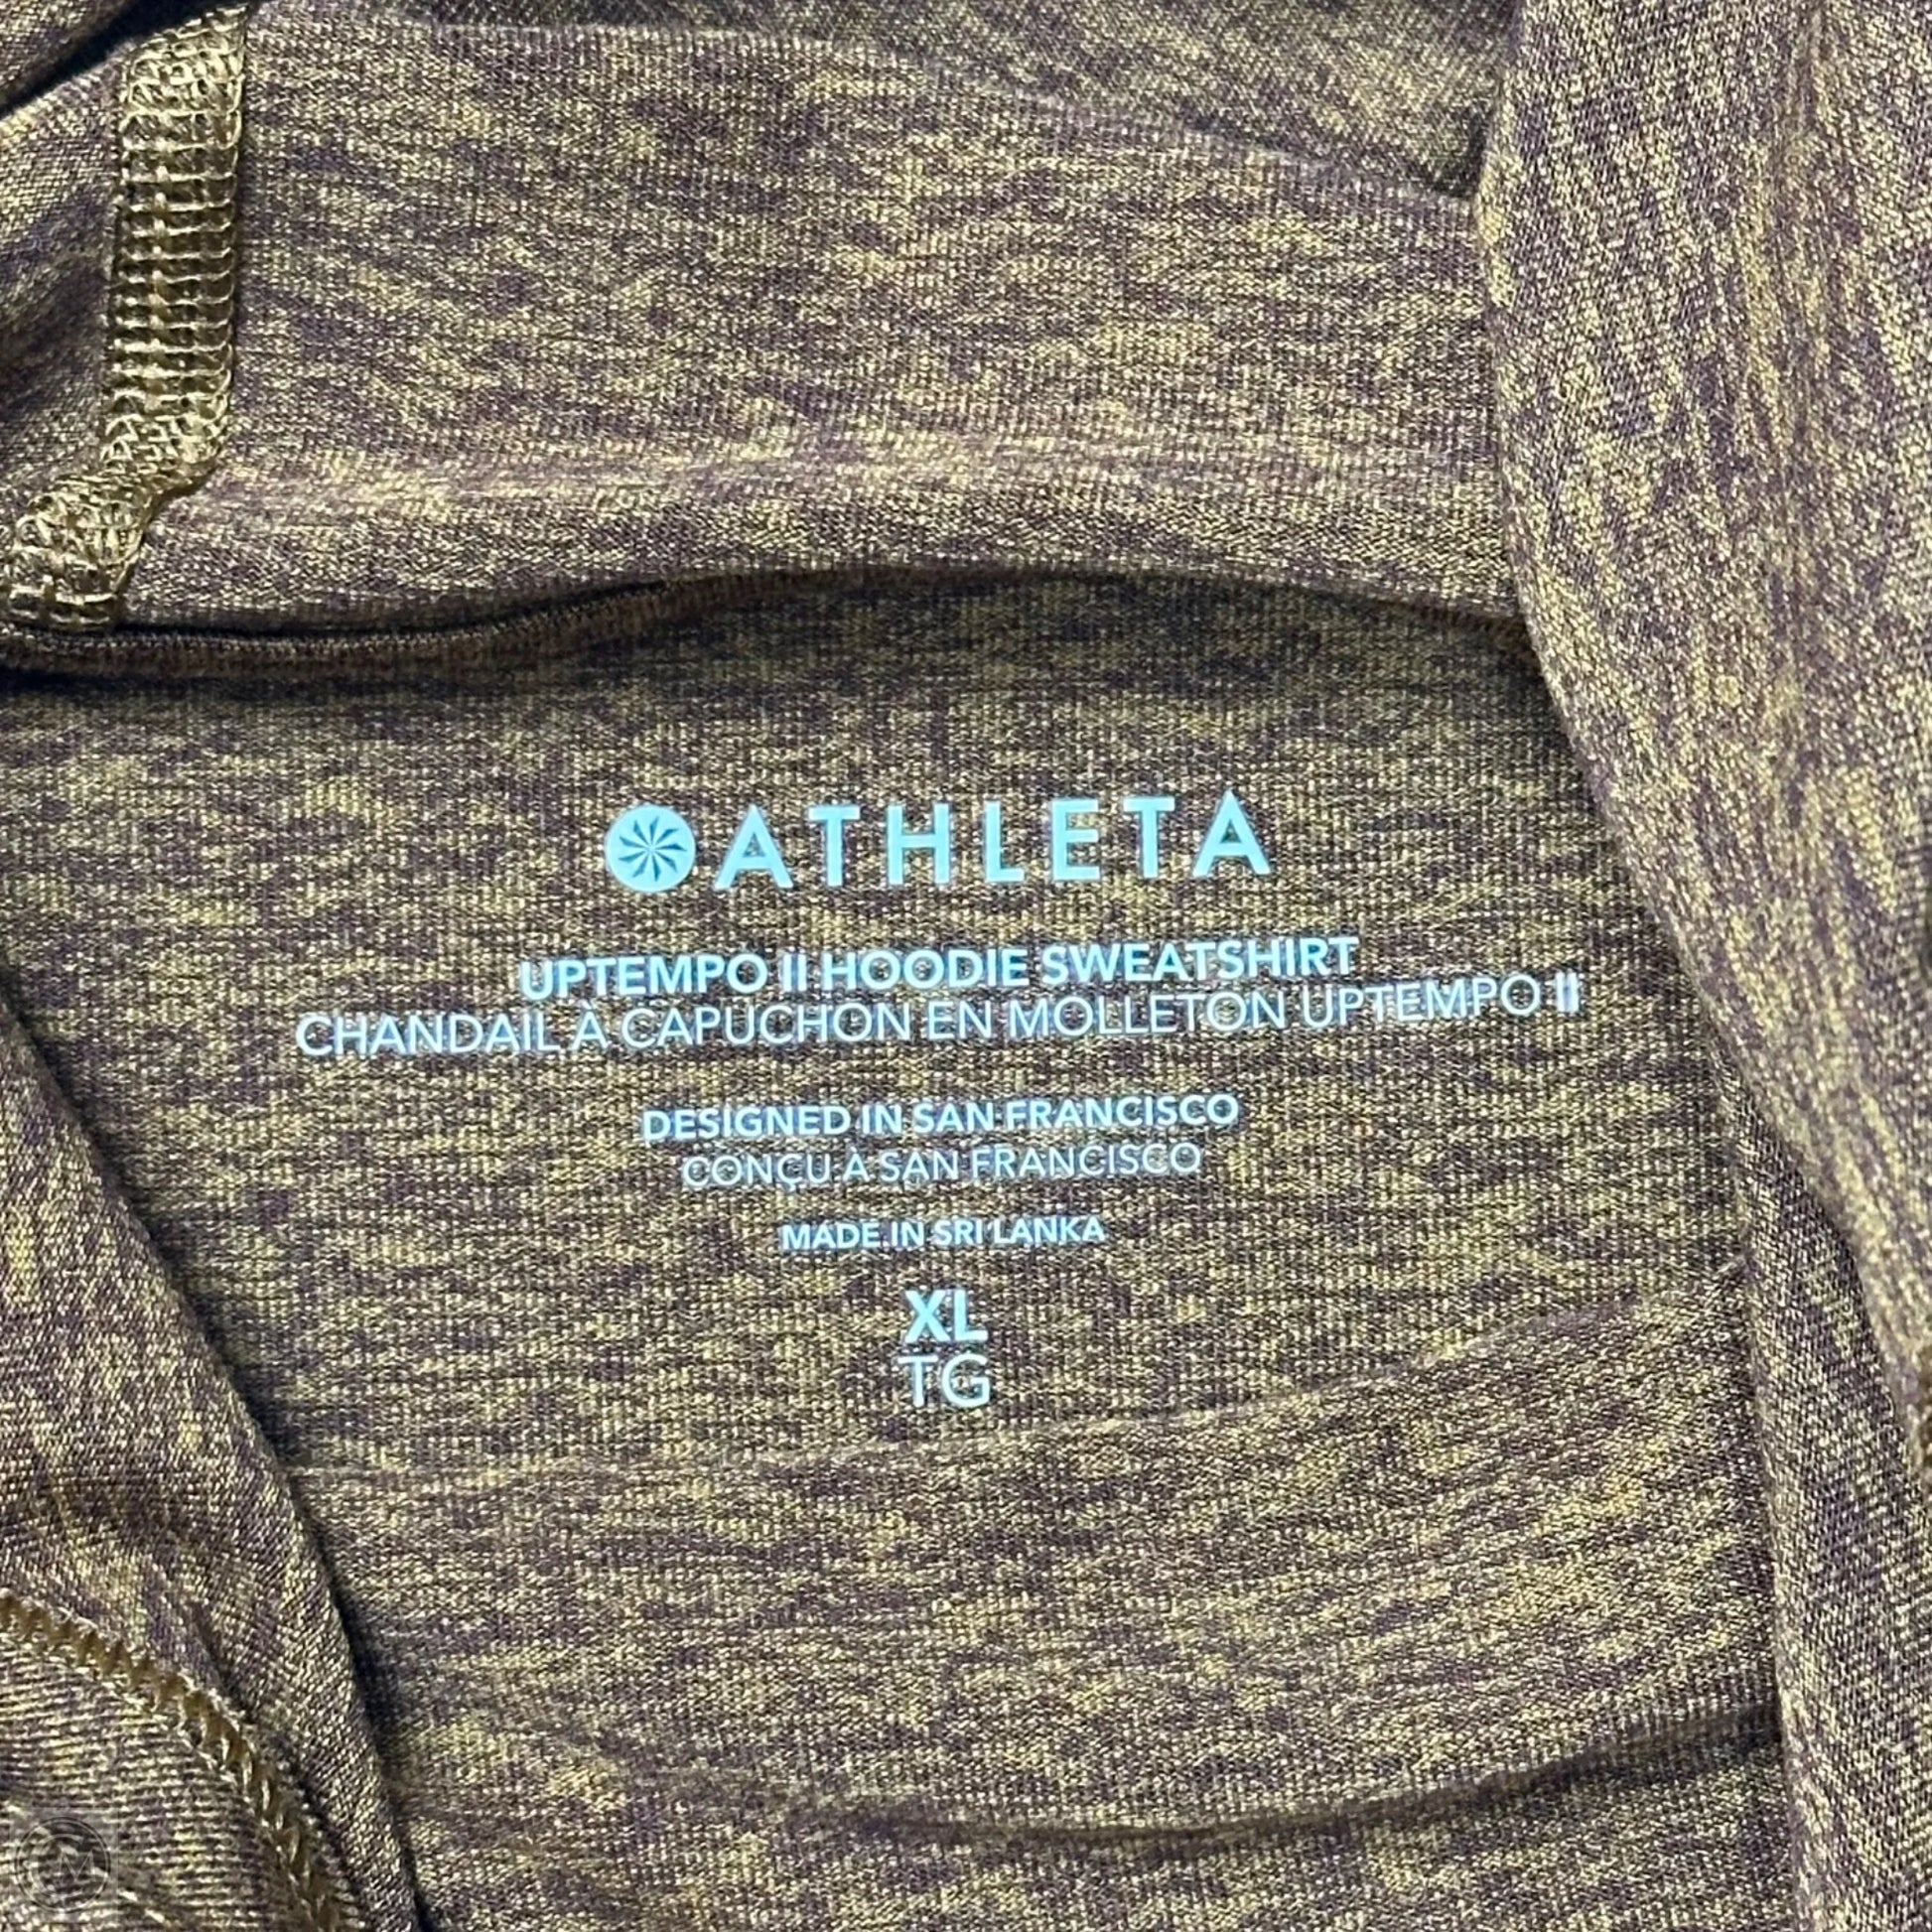 ATHLETA
UPTEMPO II HOODIE SWEATSHIRT
CHANDAIL À CAPUCHON EN MOLLETON UPTEMPO II
DESIGNED IN SAN FRANCISCO
CONÇU À SAN FRANCISCO
MADE IN SRI LANKA
XL
TG